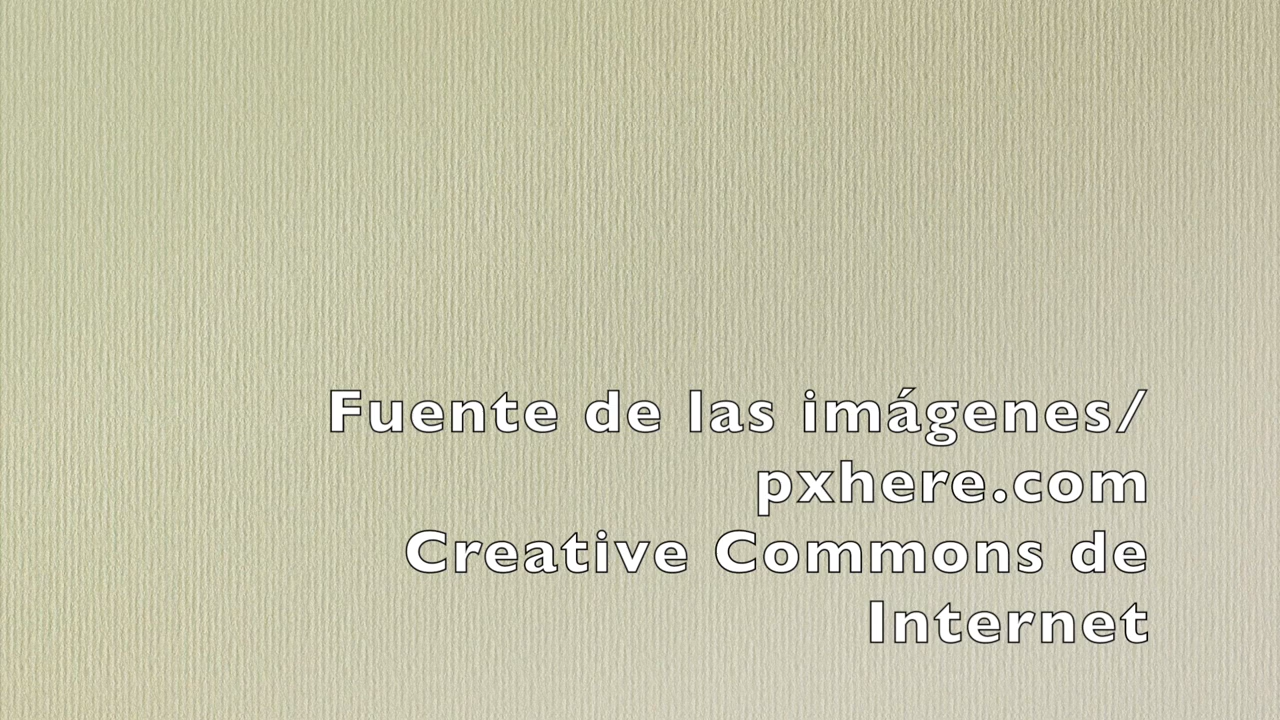 Fuente de las imágenes/
pxhere.com
Creative Commons de
Internet